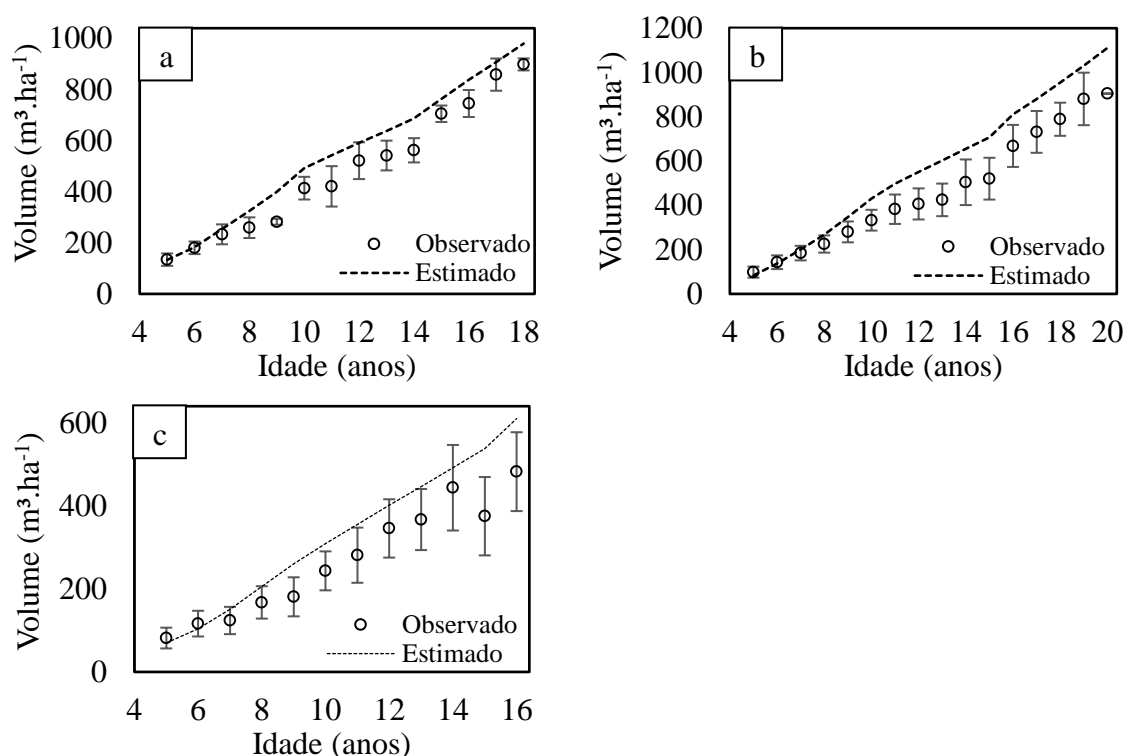 a
Volume (m³.ha⁻¹)
1000
800
600
400
200
0
4 6 8 10 12 14 16 18
Idade (anos)
Observado
Estimado
b
Volume (m³.ha⁻¹)
1200
1000
800
600
400
200
0
4 6 8 10 12 14 16 18 20
Idade (anos)
Observado
Estimado
c
Volume (m³.ha⁻¹)
600
400
200
0
4 6 8 10 12 14 16
Idade (anos)
Observado
Estimado